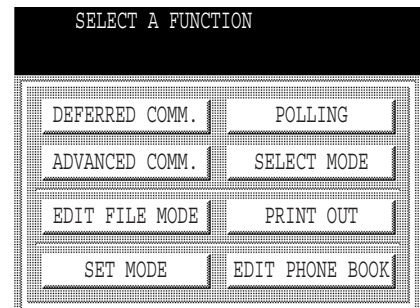 SELECT A FUNCTION
DEFERRED COMM. POLLING
ADVANCED COMM. SELECT MODE
EDIT FILE MODE PRINT OUT
SET MODE EDIT PHONE BOOK